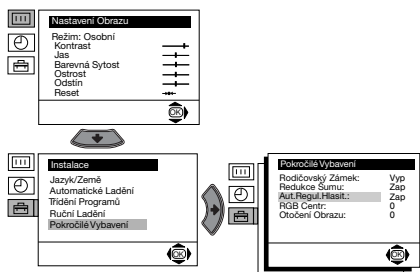 Nastavení Obrazu
Režim: Osobní
Kontrast
Jas
Barevná Sytost
Ostrost
Odstín
Reset
OK
Instalace
Jazyk/Země
Automatické Ladění
Třídění Programů
Ruční Ladění
Pokročilé Vybavení
OK
Pokročilé Vybavení
Rodičovský Zámek: Vyp
Redukce Šumu: Zap
Aut.Regul.Hlasit.: Zap
RGB Centr: 0
Otočení Obrazu: 0
OK